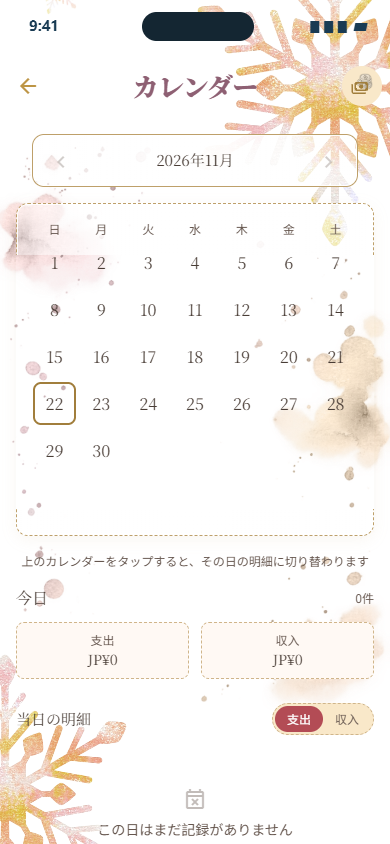 9:41
カレンダー
2026年11月
日 月 火 水 木 金 土
1 2 3 4 5 6 7
8 9 10 11 12 13 14
15 16 17 18 19 20 21
22 23 24 25 26 27 28
29 30
上のカレンダーをタップすると、その日の明細に切り替わります
今日 0件
支出 収入
JP¥0 JP¥0
当日の明細 支出 収入
この日はまだ記録がありません